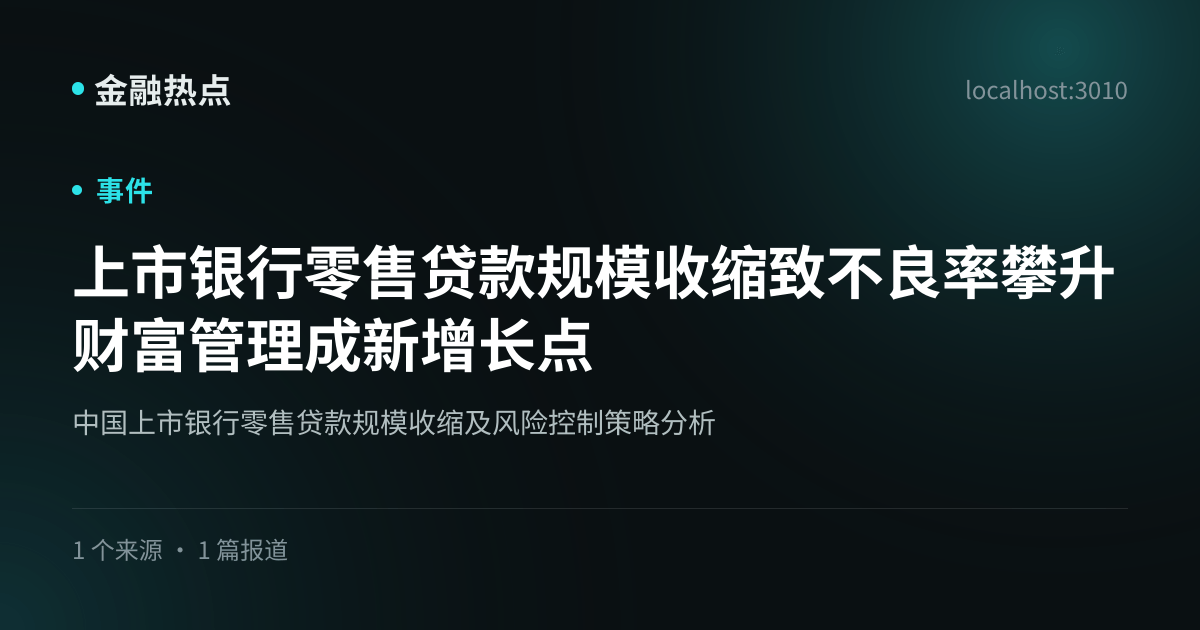 金融热点
localhost:3010
事件
上市银行零售贷款规模收缩致不良率攀升
财富管理成新增长点
中国上市银行零售贷款规模收缩及风险控制策略分析
1 个来源 · 1 篇报道